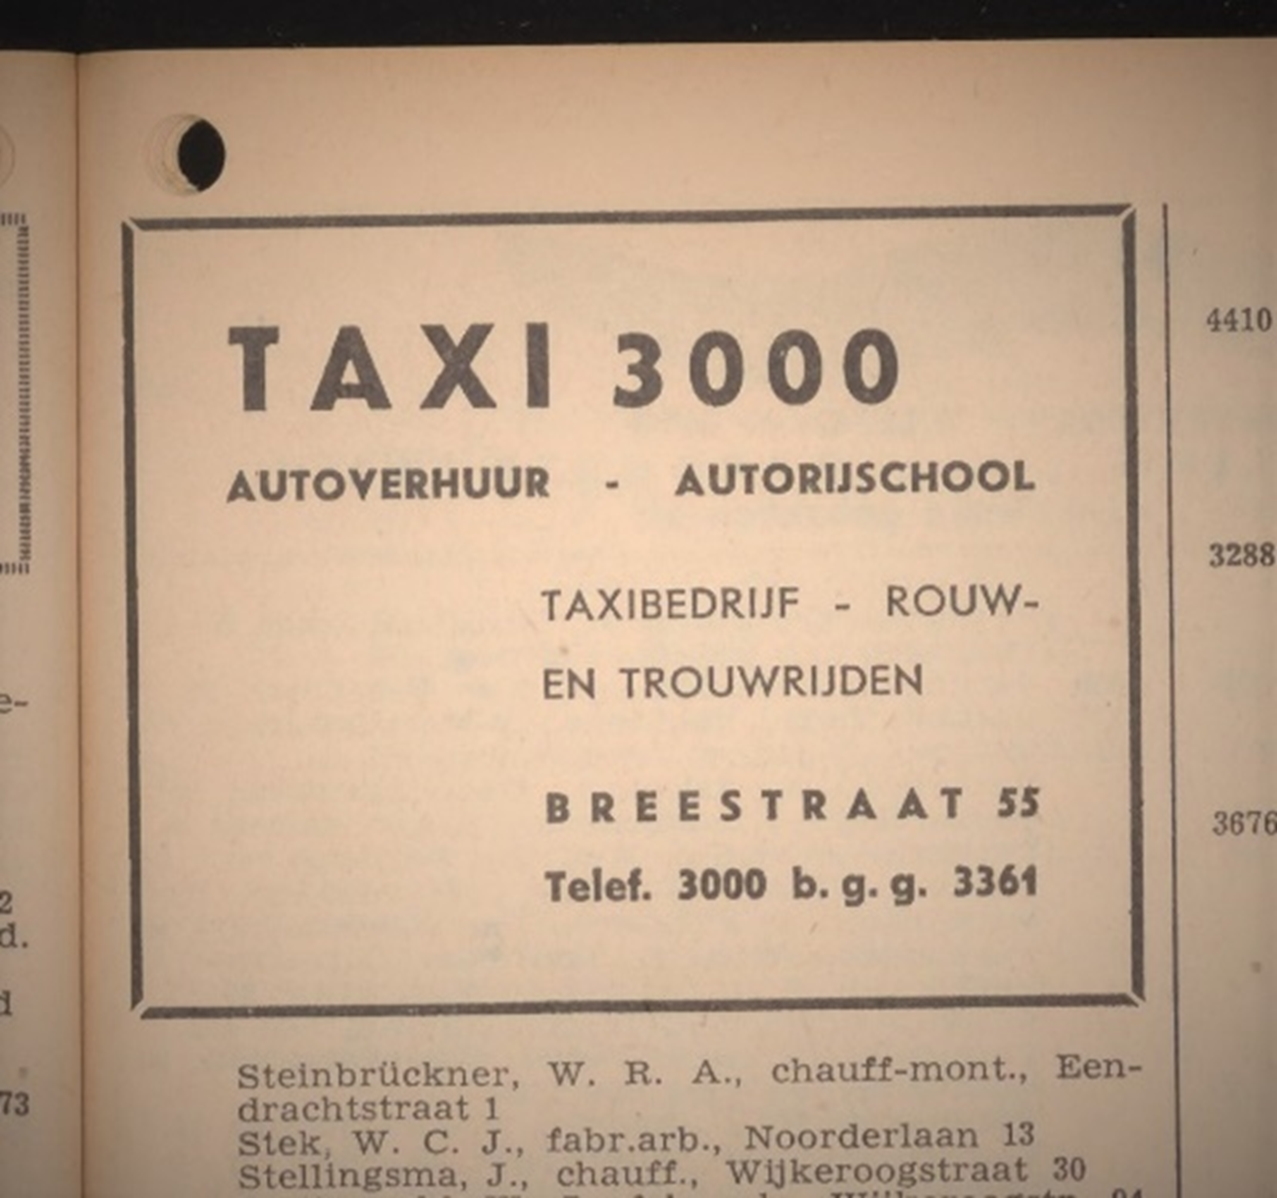 TAXI 3000
AUTOVERHUUR - AUTORIJSCHOOL
TAXIBEDRIJF - ROUW-
EN TROUWRIJDEN
BREESTRAAT 55
Telef. 3000 b.g.g. 3361
Steinbrückner, W. R. A., chauff-mont., Een-
drachtstraat 1
Stek, W. C. J., fabr.arb., Noorderlaan 13
Stellingsma, J., chauff., Wijkeroogstraat 30
4410
3288
3676
e-
2
d.
d
73